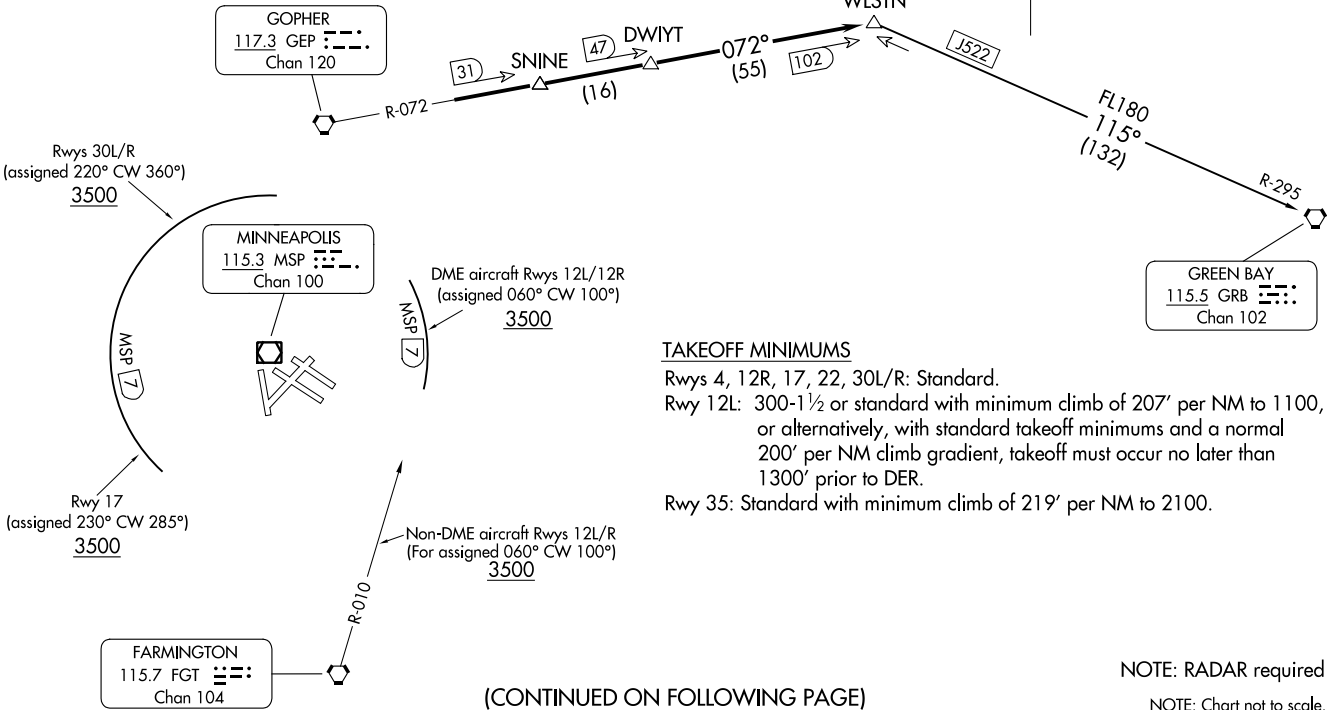 GOPHER
117.3 GEP
Chan 120
R-072
31
SNINE
(16)
47
DWIYT
072°
(55)
102
WESTN
J522
FL180
115°
(132)
R-295
GREEN BAY
115.5 GRB
Chan 102
Rwys 30L/R
(assigned 220° CW 360°)
3500
MINNEAPOLIS
115.3 MSP
Chan 100
MSP 7
DME aircraft Rwys 12L/12R
(assigned 060° CW 100°)
3500
MSP 7
Rwy 17
(assigned 230° CW 285°)
3500
Non-DME aircraft Rwys 12L/R
(For assigned 060° CW 100°)
3500
R-010
FARMINGTON
115.7 FGT
Chan 104
TAKEOFF MINIMUMS
Rwys 4, 12R, 17, 22, 30L/R: Standard.
Rwy 12L: 300-1½ or standard with minimum climb of 207' per NM to 1100,
or alternatively, with standard takeoff minimums and a normal
200' per NM climb gradient, takeoff must occur no later than
1300' prior to DER.
Rwy 35: Standard with minimum climb of 219' per NM to 2100.
(CONTINUED ON FOLLOWING PAGE)
NOTE: RADAR required
NOTE: Chart not to scale.